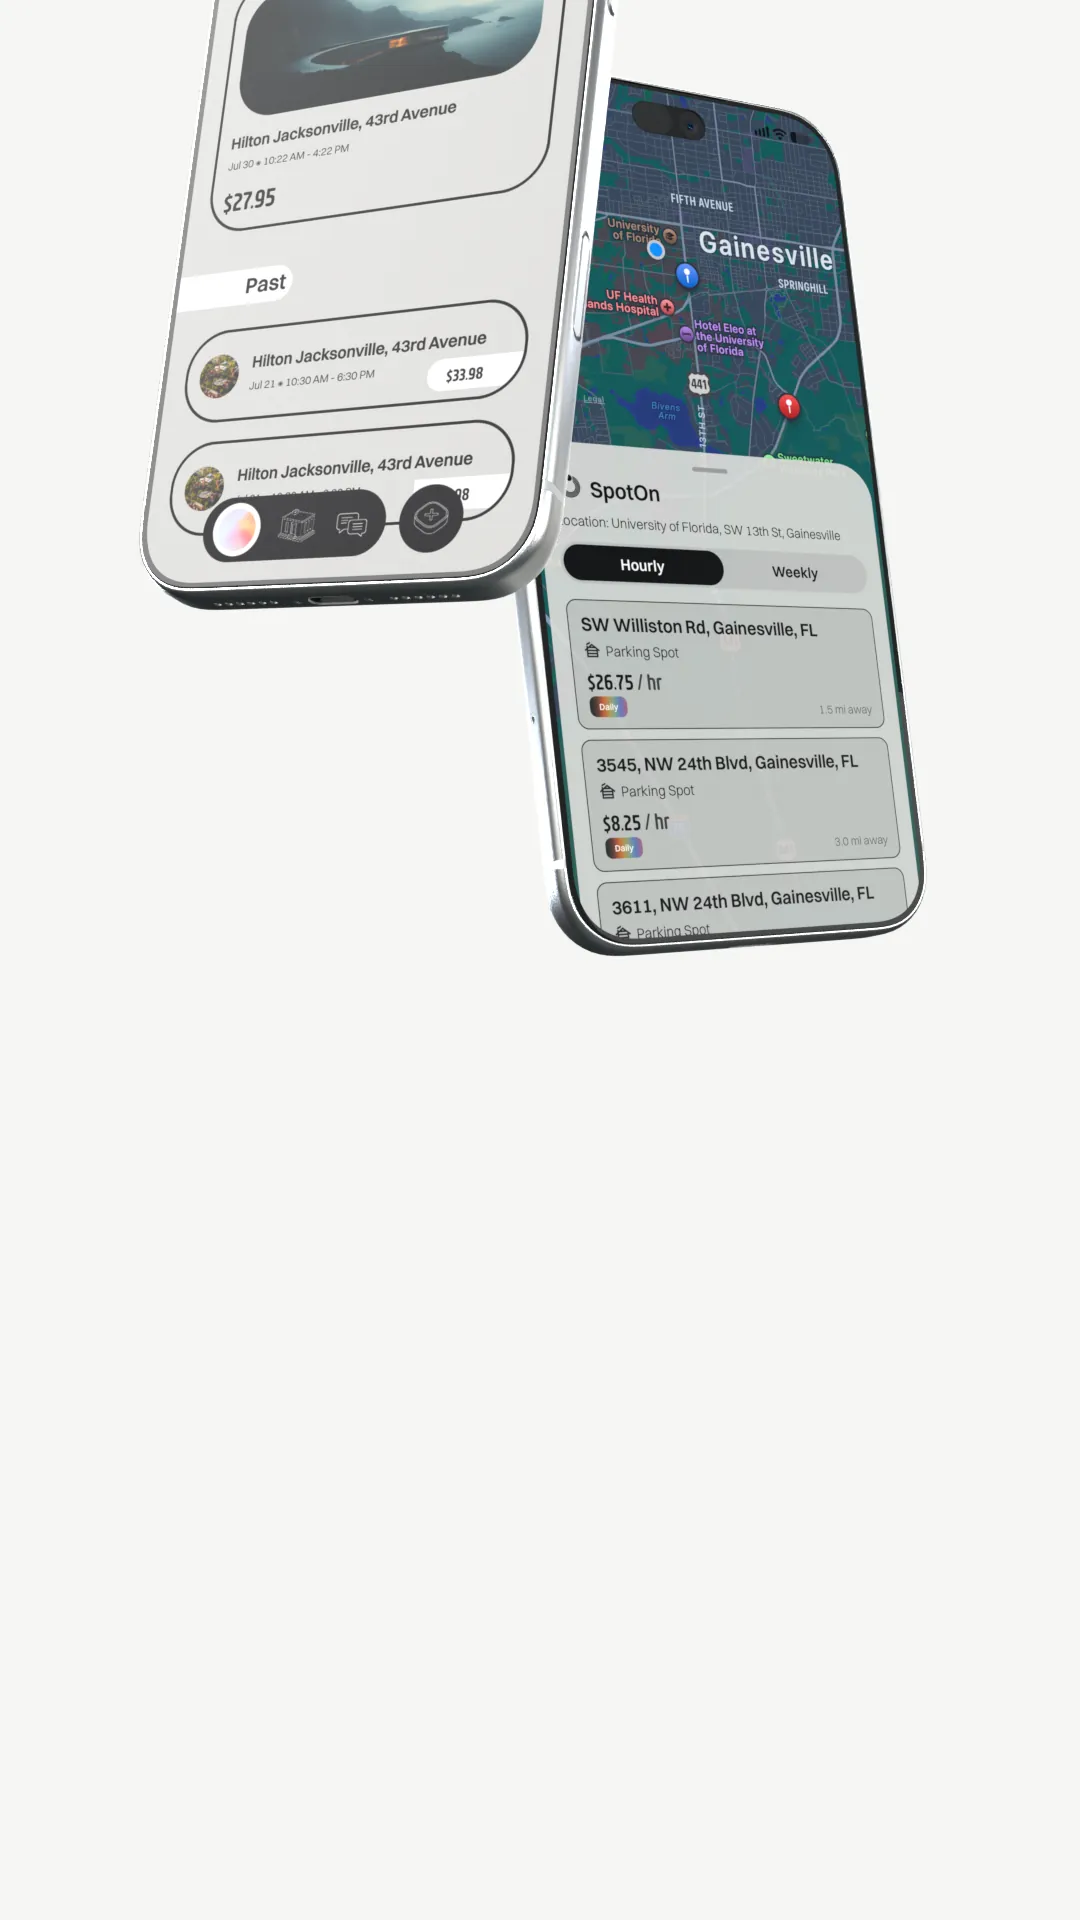 Hilton Jacksonville, 43rd Avenue
Jul 30 • 10:22 AM - 4:22 PM
$27.95
Past
Hilton Jacksonville, 43rd Avenue
Jul 21 • 10:30 AM - 6:30 PM
$33.98
Hilton Jacksonville, 43rd Avenue
98
FIFTH AVENUE
University
of Florida
Gainesville
SPRINGHILL
UF Health
ands Hospital
Hotel Eleo at
the University
of Florida
441
Legal
Bivens
Arm
13TH ST
Sweetwater
SpotOn
ocation: University of Florida, SW 13th St, Gainesville
Hourly
Weekly
SW Williston Rd, Gainesville, FL
Parking Spot
$26.75 / hr
Daily
1.5 mi away
3545, NW 24th Blvd, Gainesville, FL
Parking Spot
$8.25 / hr
Daily
3.0 mi away
3611, NW 24th Blvd, Gainesville, FL
Parking Spot